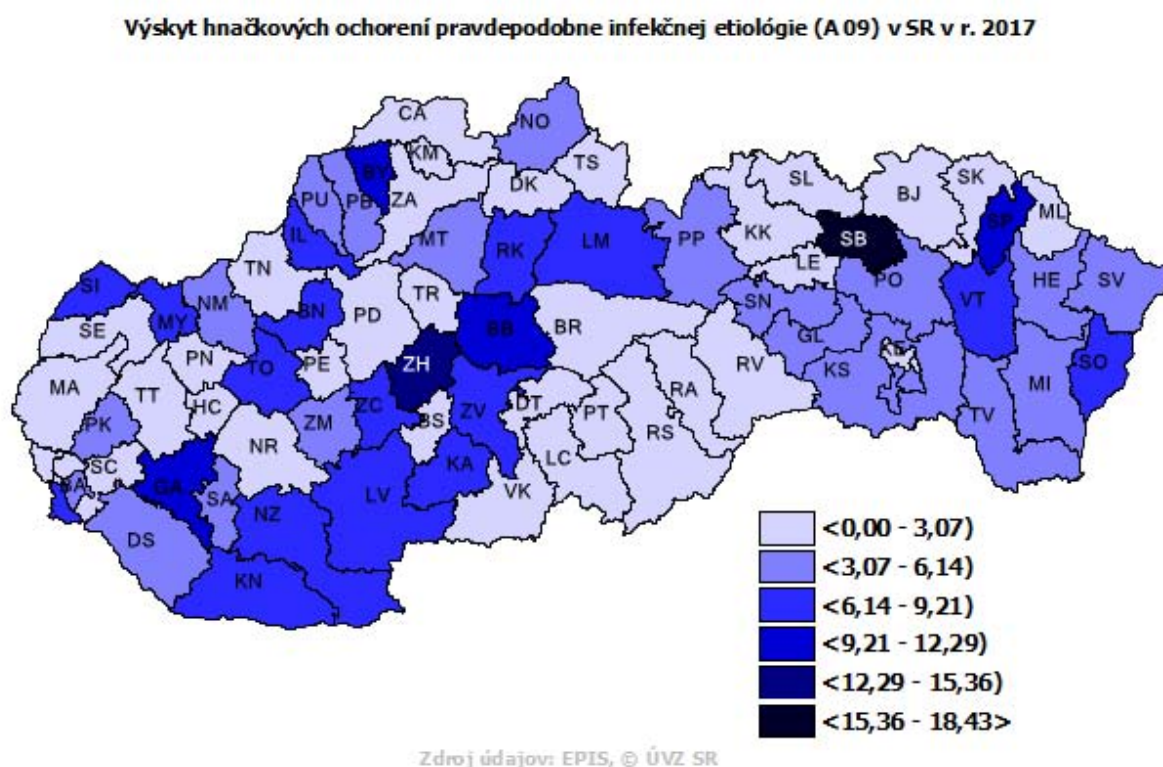 Výskyt hnačkových ochorení pravdepodobne infekčnej etiológie (A 09) v SR v r. 2017
CA
NO
KM
TS
BY
DK
SL
SK
BJ
PU
PB
ZA
ML
SP
IL
MT
RK
LM
PP
KK
SB
LE
TN
PO
HE
SV
SI
NM
TR
SN
VT
MY
BN
PD
BB
BR
GL
SE
KE
SO
PN
TO
PE
ZH
RV
KS
MI
MA
TT
HC
ZC
DT
RA
PK
ZM
BS
ZV
PT
TV
NR
RS
SC
KA
LC
BA
GA
SA
NZ
LV
VK
DS
KN
<0,00 - 3,07)
<3,07 - 6,14)
<6,14 - 9,21)
<9,21 - 12,29)
<12,29 - 15,36)
<15,36 - 18,43>
Zdroj údajov: EPIS, © ÚVZ SR